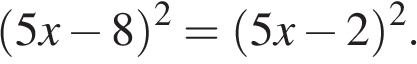 (5x − 8)² = (5x − 2)².